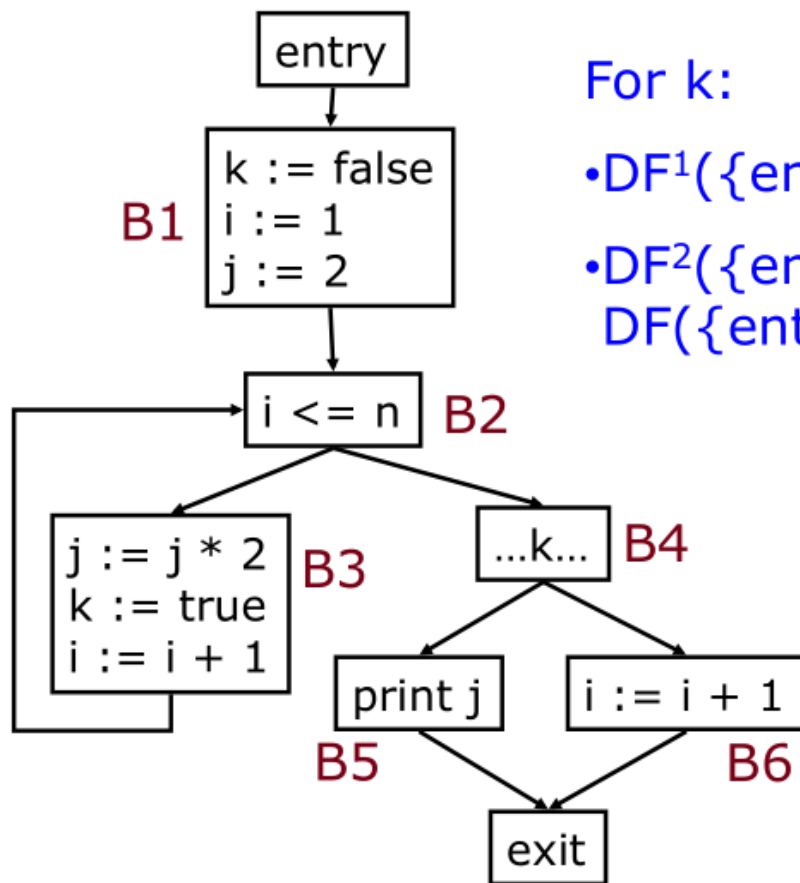 entry
For k:
•DF¹({en
k := false
i := 1
j := 2
B1
•DF²({en
DF({ent
i <= n
B2
j := j * 2
k := true
i := i + 1
B3
...k...
B4
print j
B5
i := i + 1
B6
exit